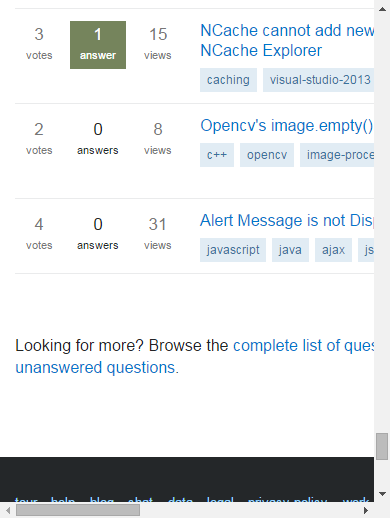 3 1 15 NCache cannot add new
votes answer views NCache Explorer
caching visual-studio-2013
2 0 8 Opencv's image.empty()
votes answers views
c++ opencv image-proce
4 0 31 Alert Message is not Disp
votes answers views
javascript java ajax js
Looking for more? Browse the complete list of ques
unanswered questions.
tour help blog chat data legal privacy policy work